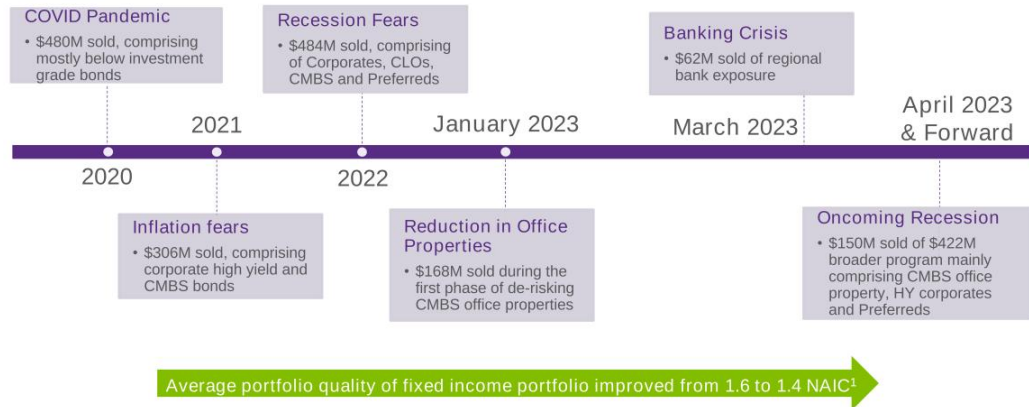 COVID Pandemic
• $480M sold, comprising
mostly below investment
grade bonds
Recession Fears
• $484M sold, comprising
of Corporates, CLOs,
CMBS and Preferreds
Banking Crisis
• $62M sold of regional
bank exposure
2021
January 2023
March 2023
April 2023
& Forward
2020
2022
Inflation fears
• $306M sold, comprising
corporate high yield and
CMBS bonds
Reduction in Office
Properties
• $168M sold during the
first phase of de-risking
CMBS office properties
Oncoming Recession
• $150M sold of $422M
broader program mainly
comprising CMBS office
property, HY corporates
and Preferreds
Average portfolio quality of fixed income portfolio improved from 1.6 to 1.4 NAIC¹